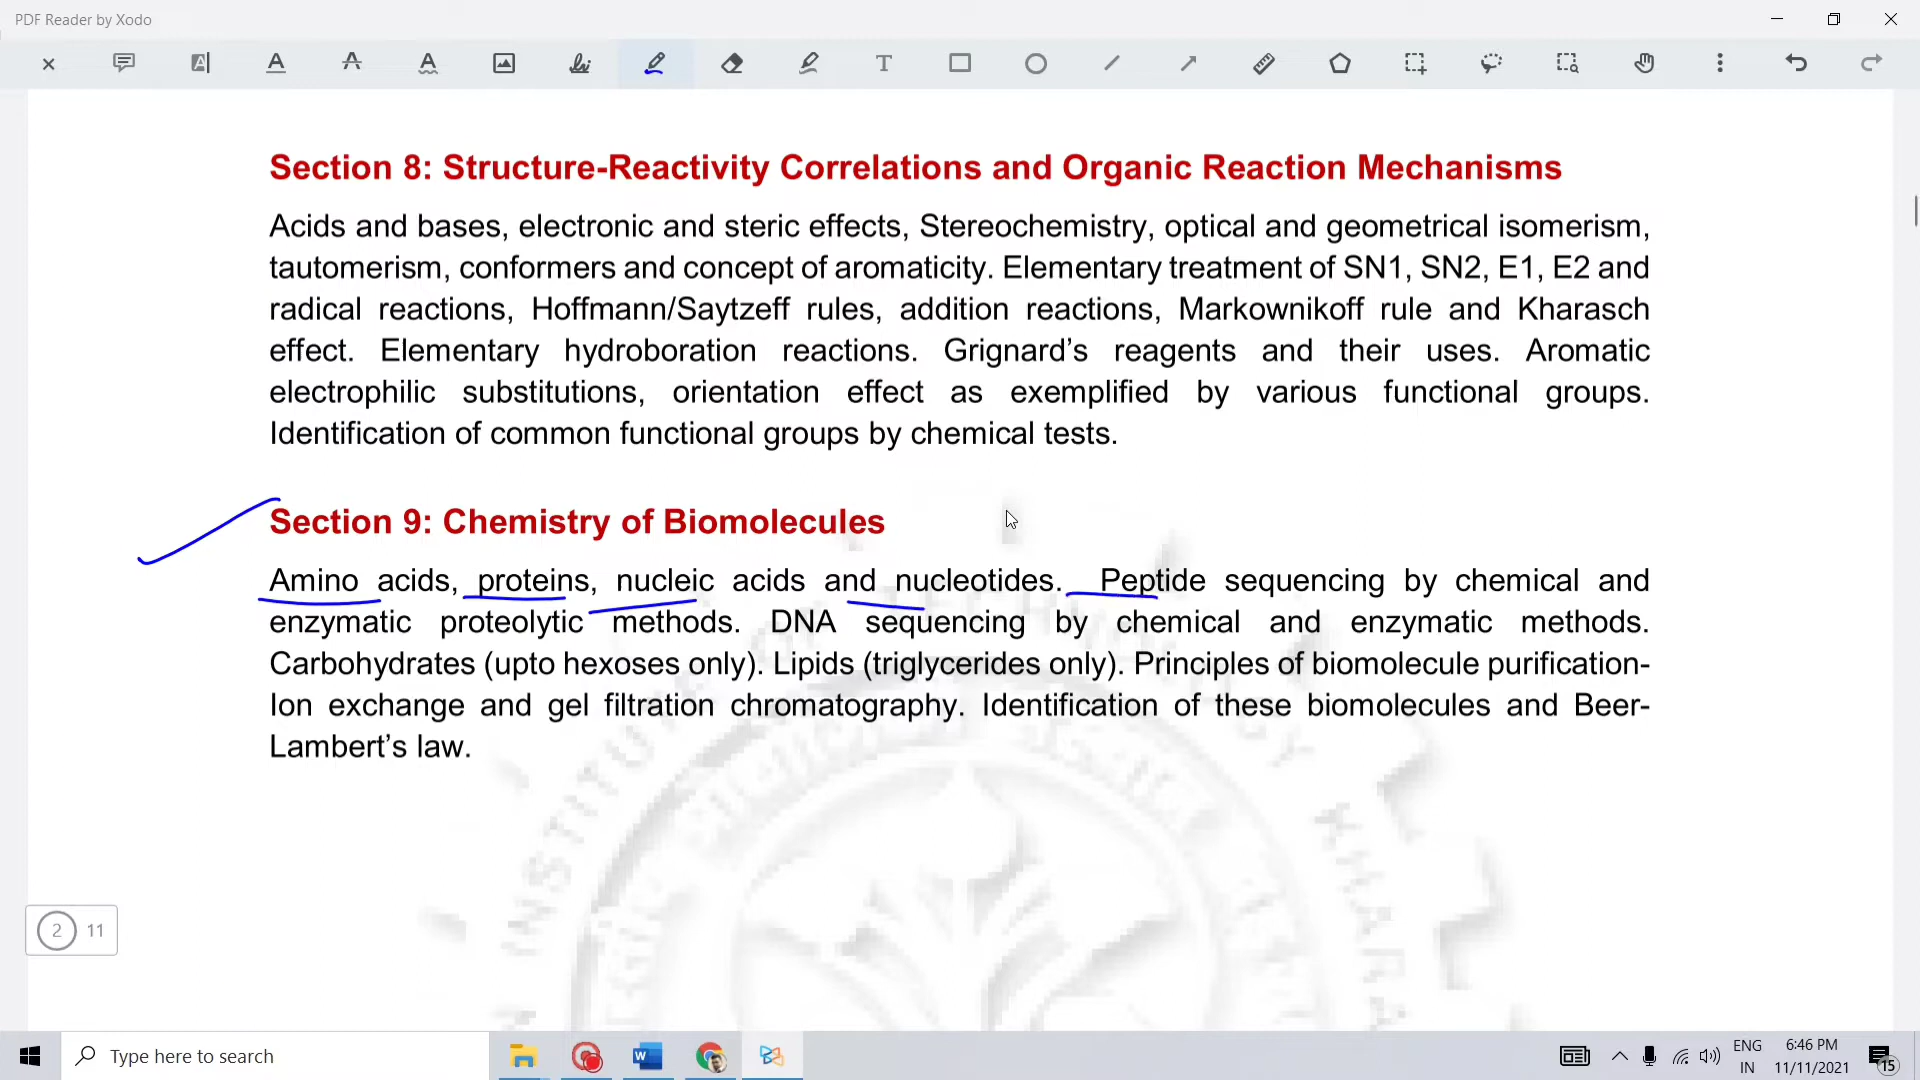 PDF Reader by Xodo
Section 8: Structure-Reactivity Correlations and Organic Reaction Mechanisms
Acids and bases, electronic and steric effects, Stereochemistry, optical and geometrical isomerism,
tautomerism, conformers and concept of aromaticity. Elementary treatment of SN1, SN2, E1, E2 and
radical reactions, Hoffmann/Saytzeff rules, addition reactions, Markownikoff rule and Kharasch
effect. Elementary hydroboration reactions. Grignard’s reagents and their uses. Aromatic
electrophilic substitutions, orientation effect as exemplified by various functional groups.
Identification of common functional groups by chemical tests.
Section 9: Chemistry of Biomolecules
Amino acids, proteins, nucleic acids and nucleotides. Peptide sequencing by chemical and
enzymatic proteolytic methods. DNA sequencing by chemical and enzymatic methods.
Carbohydrates (upto hexoses only). Lipids (triglycerides only). Principles of biomolecule purification-
Ion exchange and gel filtration chromatography. Identification of these biomolecules and Beer-
Lambert’s law.
2 11
Type here to search
ENG
IN
6:46 PM
11/11/2021
15